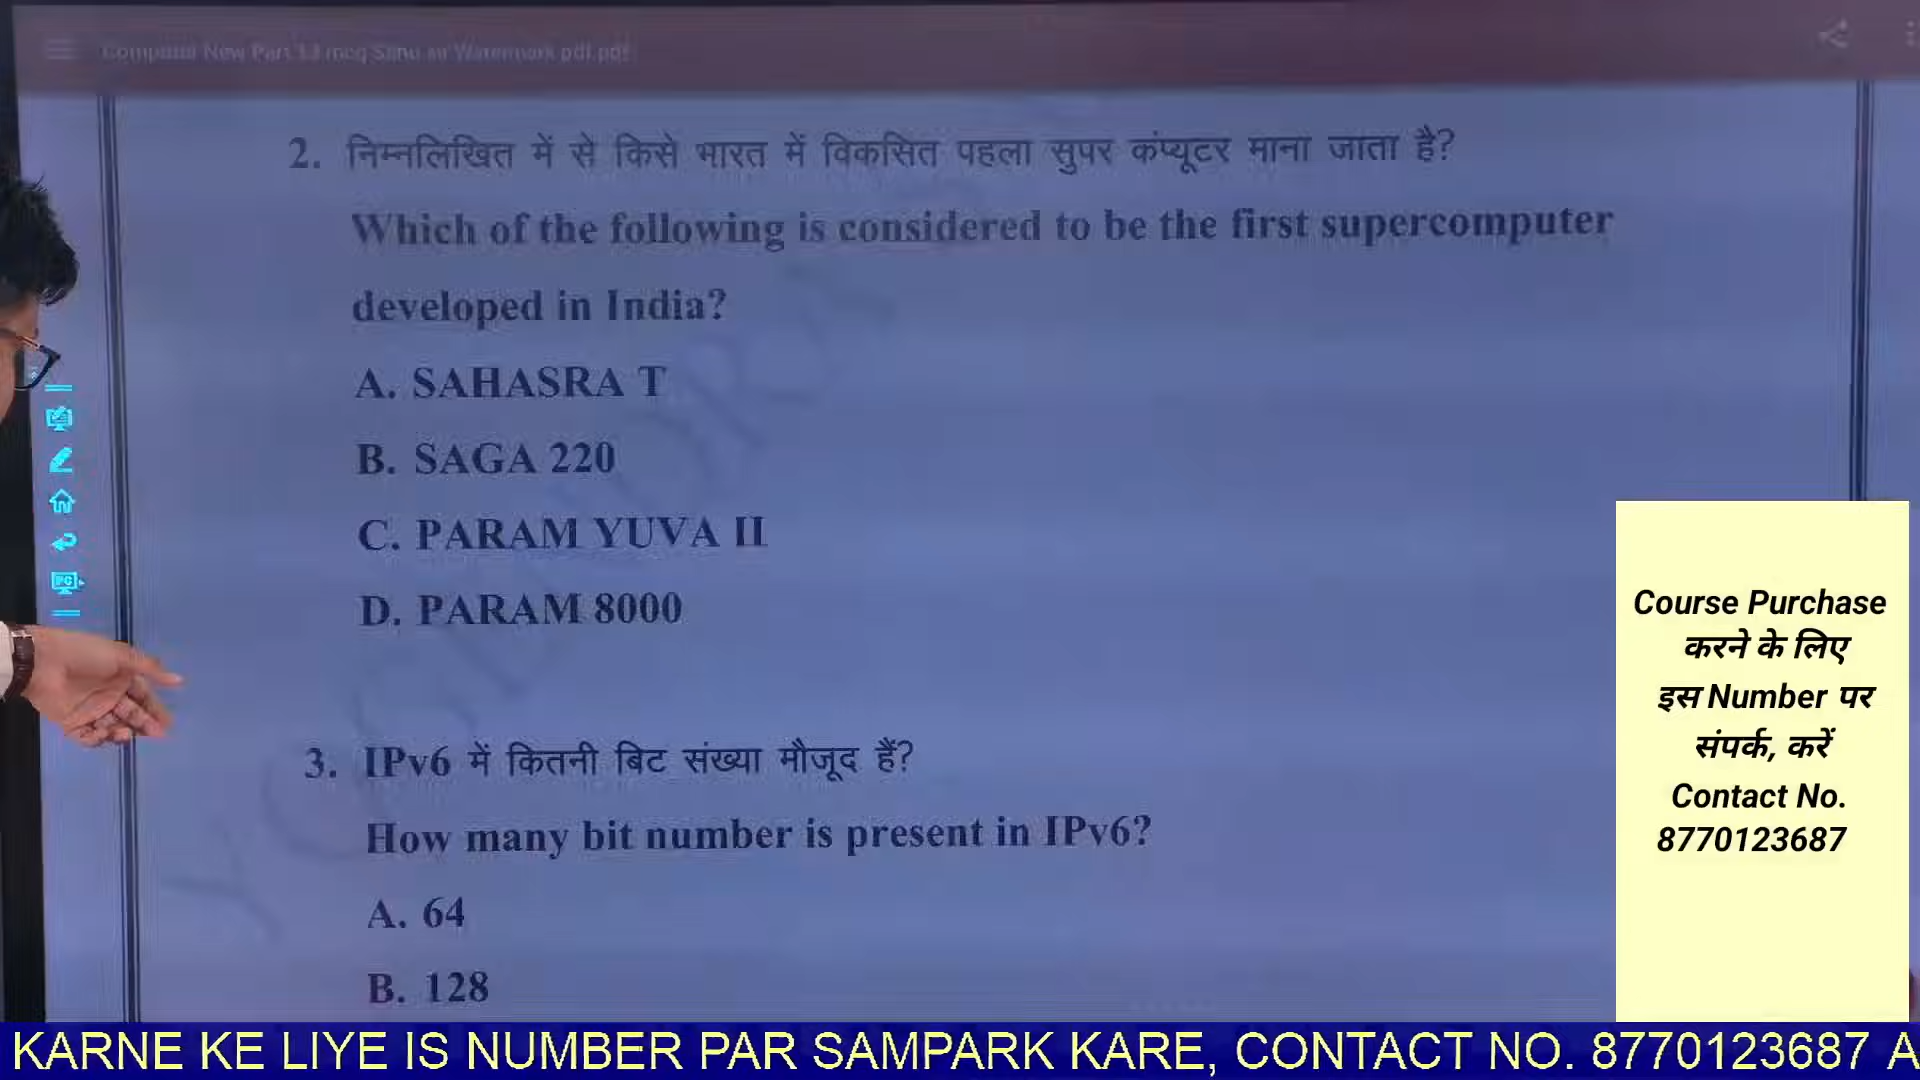 2. निम्नलिखित में से किसे भारत में विकसित पहला सुपर कंप्यूटर माना जाता है?
Which of the following is considered to be the first supercomputer
developed in India?
A. SAHASRA T
B. SAGA 220
C. PARAM YUVA II
D. PARAM 8000
3. IPv6 में कितनी बिट संख्या मौजूद हैं?
How many bit number is present in IPv6?
A. 64
B. 128
Course Purchase
करने के लिए
इस Number पर
संपर्क, करें
Contact No.
8770123687
KARNE KE LIYE IS NUMBER PAR SAMPARK KARE, CONTACT NO. 8770123687 A